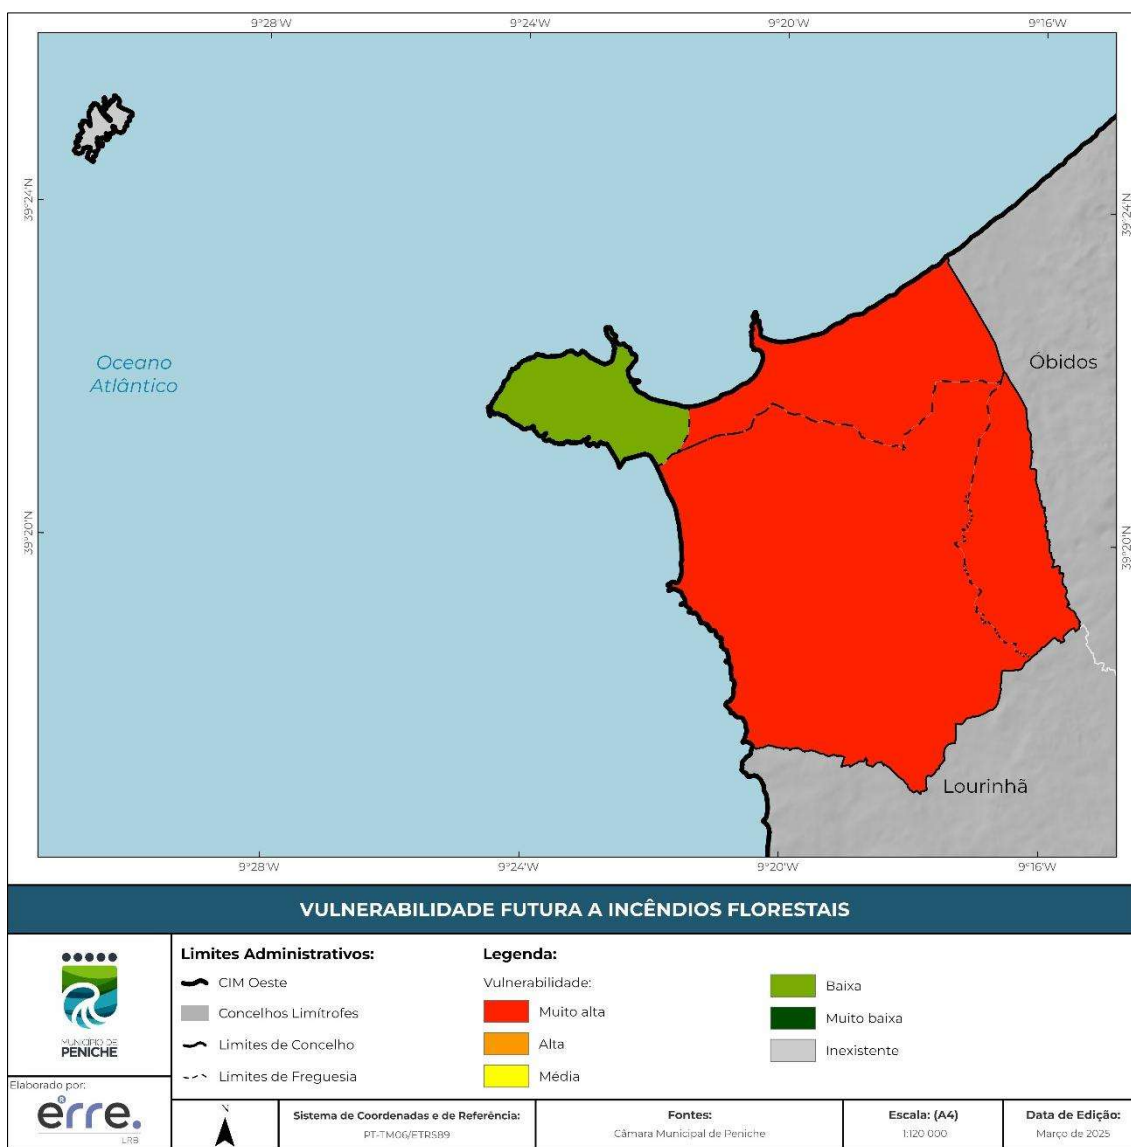 9°28'W
9°24'W
9°20'W
9°16'W
39°24'N
39°24'N
Oceano
Atlântico
Óbidos
39°20'N
39°20'N
Lourinhã
9°28'W
9°24'W
9°20'W
9°16'W
VULNERABILIDADE FUTURA A INCÊNDIOS FLORESTAIS
MUNICÍPIO DE
PENICHE
Limites Administrativos:
CIM Oeste
Concelhos Limítrofes
Limites de Concelho
Limites de Freguesia
Legenda:
Vulnerabilidade:
Muito alta
Alta
Média
Baixa
Muito baixa
Inexistente
Elaborado por:
érre.
R
LRB
N
Sistema de Coordenadas e de Referência:
PT-TM06/ETRS89
Fontes:
Câmara Municipal de Peniche
Escala: (A4)
1:120 000
Data de Edição:
Março de 2025